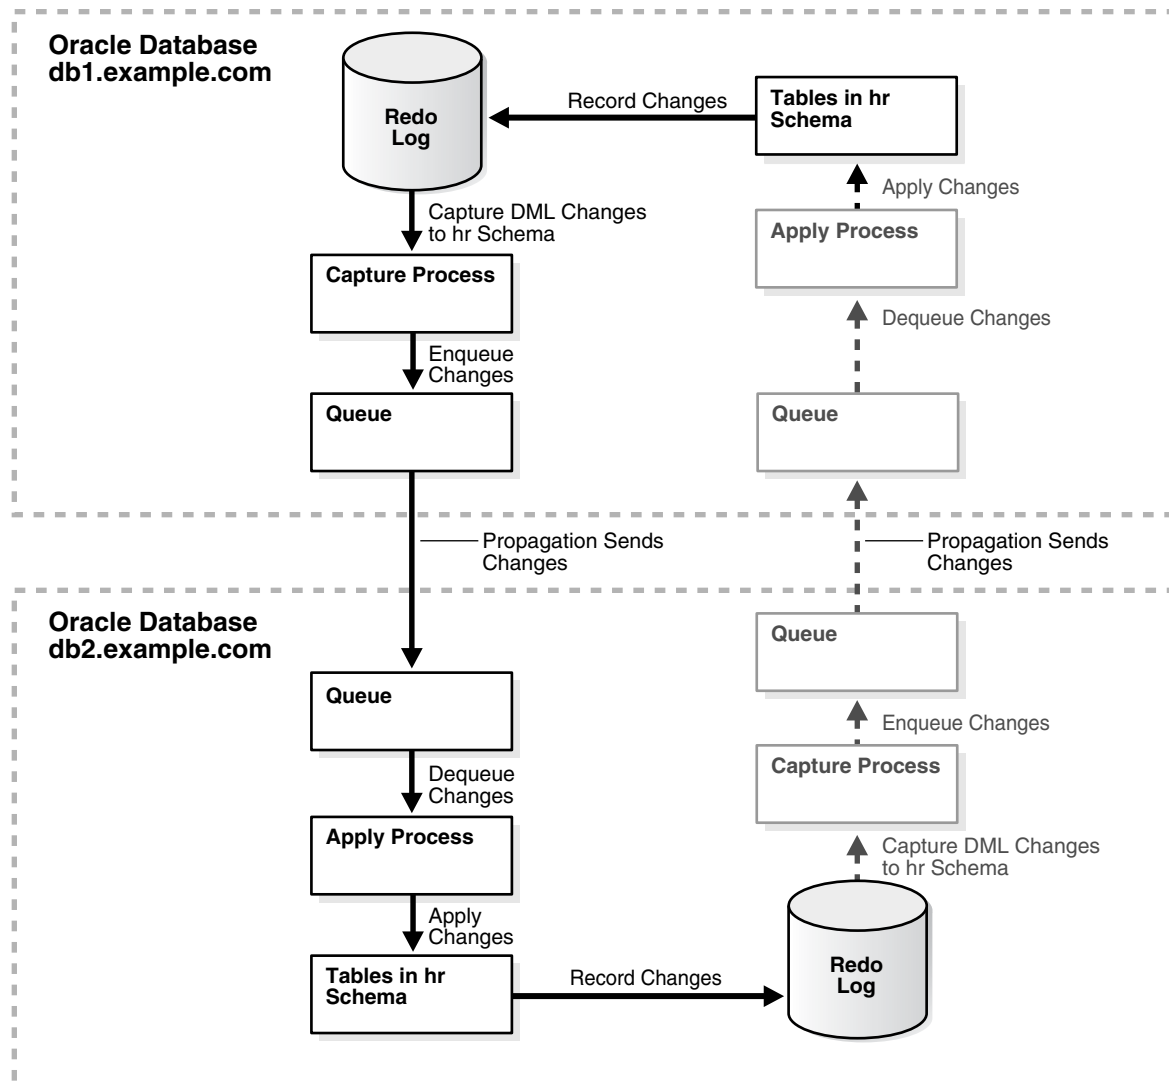 Oracle Database
db1.example.com
Redo
Log
Record Changes
Tables in hr
Schema
Capture DML Changes
to hr Schema
Apply Changes
Apply Process
Capture Process
Dequeue Changes
Enqueue
Changes
Queue
Queue
Propagation Sends
Changes
Propagation Sends
Changes
Oracle Database
db2.example.com
Queue
Queue
Enqueue Changes
Dequeue
Changes
Capture Process
Apply Process
Capture DML Changes
to hr Schema
Apply
Changes
Tables in hr
Schema
Record Changes
Redo
Log